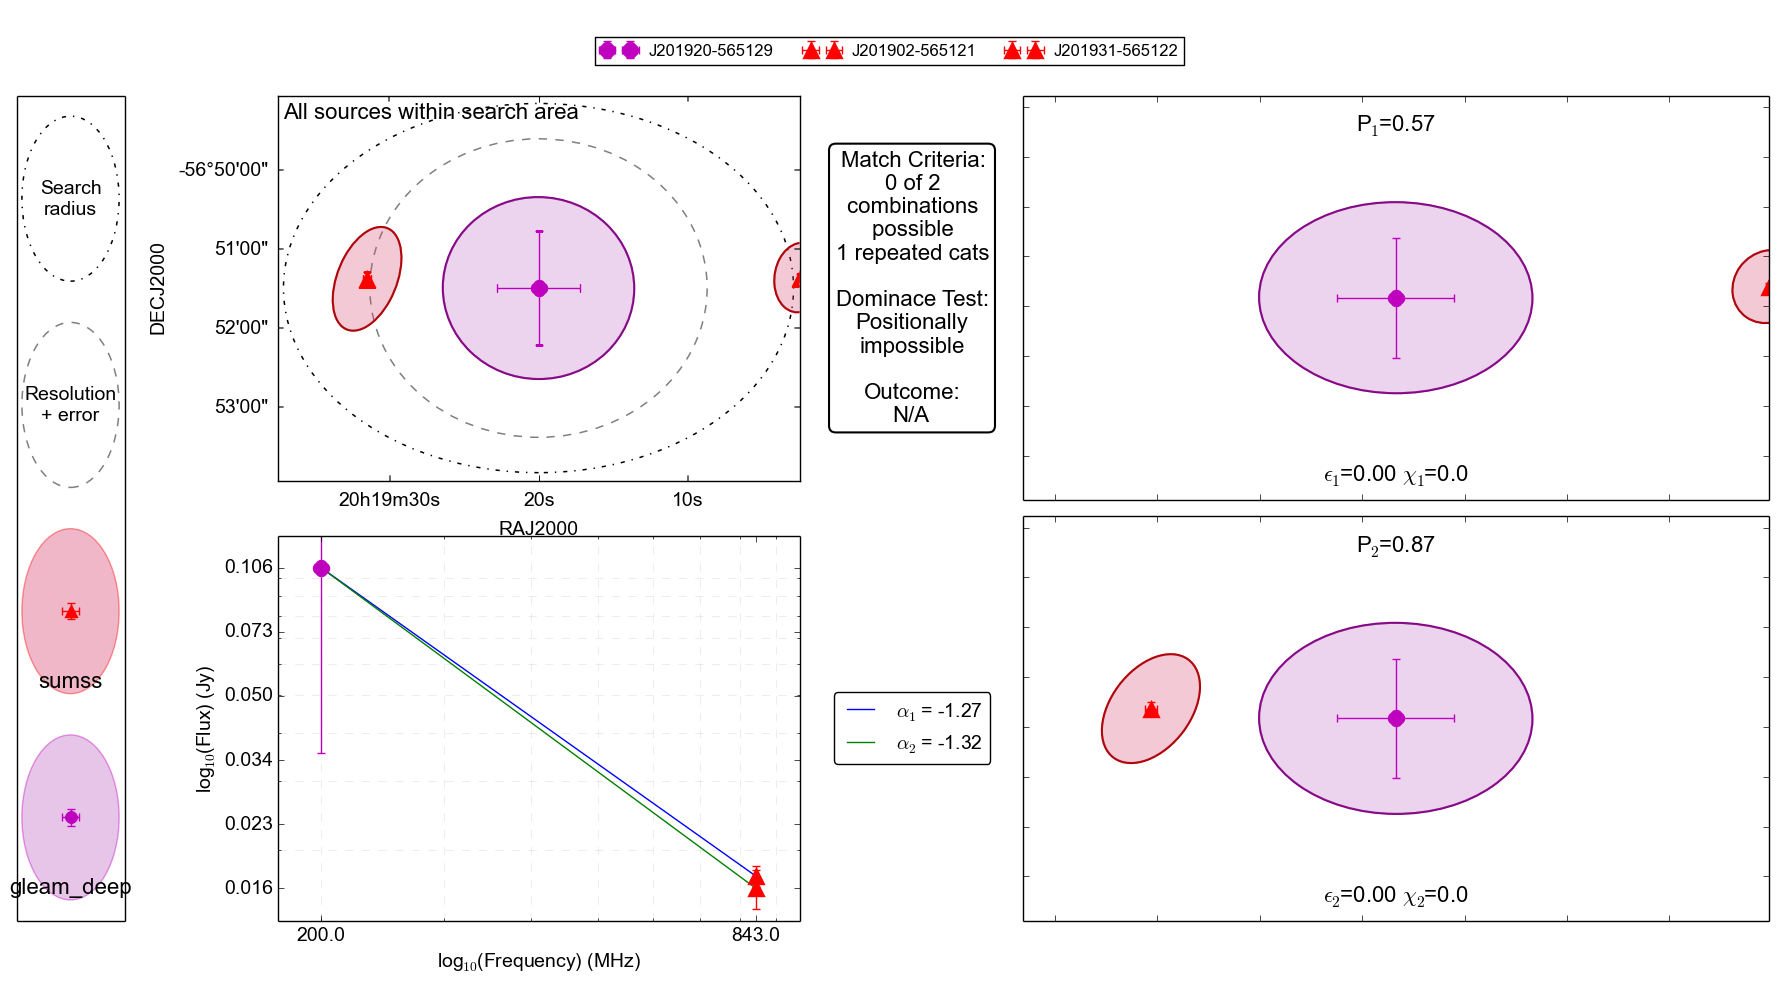 J201920-565129 J201902-565121 J201931-565122
Search
radius
Resolution
+ error
sumss
gleam_deep
All sources within search area
DECJ2000
-56°50'00"
51'00"
52'00"
53'00"
20h19m30s 20s 10s
RAJ2000
Match Criteria:
0 of 2
combinations
possible
1 repeated cats
Dominace Test:
Positionally
impossible
Outcome:
N/A
P1=0.57
ϵ1=0.00 χ1=0.0
log10(Flux) (Jy)
0.106
0.073
0.050
0.034
0.023
0.016
200.0 843.0
log10(Frequency) (MHz)
α1 = -1.27
α2 = -1.32
P2=0.87
ϵ2=0.00 χ2=0.0